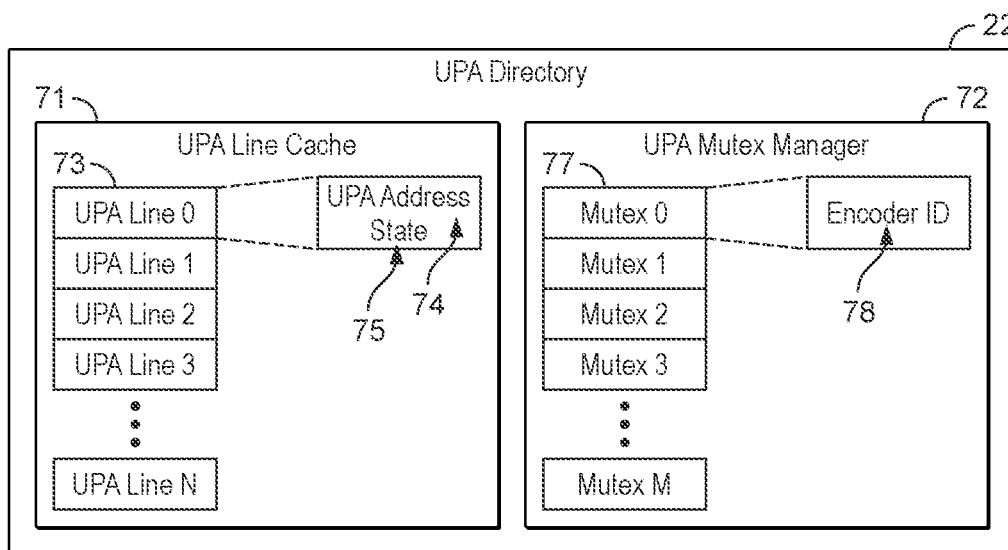 22
UPA Directory
71
72
UPA Line Cache
UPA Mutex Manager
73
77
UPA Line 0
UPA Address
State
Mutex 0
Encoder ID
UPA Line 1
Mutex 1
75
74
78
UPA Line 2
Mutex 2
UPA Line 3
Mutex 3
UPA Line N
Mutex M